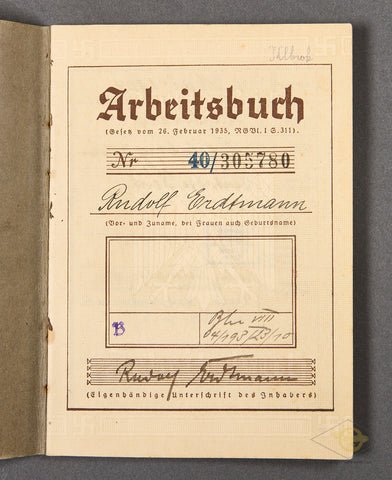 Arbeitsbuch
(Gesetz vom 26. Februar 1935, RGBl. I S. 311)
Nr 40/305780
Rudolf Erdtmann
(Vor- und Zuname, bei Frauen auch Geburtsname)
B
VIII
Rudolf Erdtmann
(Eigenhändige Unterschrift des Inhabers)